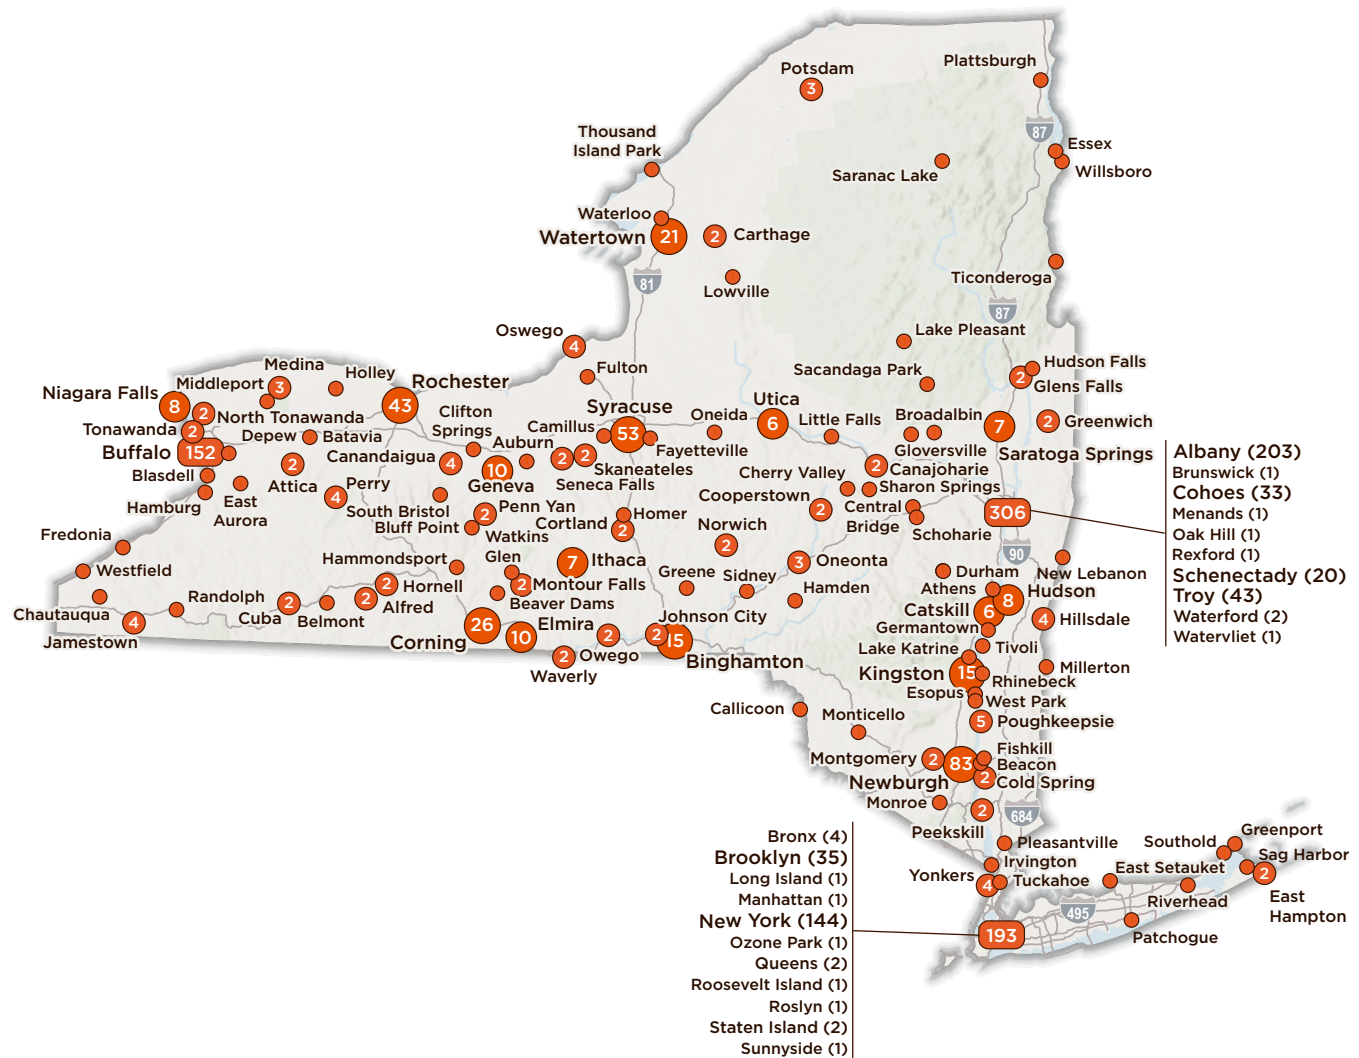 Potsdam
3
Plattsburgh
87
Thousand
Island Park
Essex
Willsboro
Saranac Lake
Waterloo
Watertown
21
2
Carthage
81
Lowville
Ticonderoga
87
Oswego
4
Lake Pleasant
Fulton
Sacandaga Park
Hudson Falls
2
Glens Falls
Medina
3
Middleport
Holley
Rochester
43
Niagara Falls
8
2
North Tonawanda
Tonawanda
2
Buffalo
152
Depew
Batavia
Clifton
Springs
Auburn
Camillus
Syracuse
53
Fayetteville
Oneida
Utica
6
Little Falls
Broadalbin
Gloversville
7
Saratoga Springs
2
Greenwich
Canandaigua
4
10
Geneva
2
2
Skaneateles
Seneca Falls
Cherry Valley
2
Canajoharie
Sharon Springs
Blasdell
Hamburg
East
Aurora
2
Attica
4
Perry
South Bristol
Bluff Point
2
Penn Yan
Homer
Cortland
2
Cooperstown
2
Central
Bridge
Schoharie
306
90
Albany (203)
Brunswick (1)
Cohoes (33)
Menands (1)
Oak Hill (1)
Rexford (1)
Schenectady (20)
Troy (43)
Waterford (2)
Watervliet (1)
Norwich
2
Fredonia
Westfield
Chautauqua
4
Jamestown
Randolph
Cuba
2
Belmont
2
Alfred
2
Hornell
Hammondsport
Watkins
Glen
2
Montour Falls
Beaver Dams
7
Ithaca
Greene
Sidney
3
Oneonta
Hamden
Durham
Athens
New Lebanon
8
Hudson
6
Catskill
Germantown
4
Hillsdale
Corning
26
10
Elmira
2
Owego
2
Waverly
Johnson City
2
15
Binghamton
Lake Katrine
Tivoli
Kingston
15
Rhinebeck
Millerton
Esopus
West Park
5
Poughkeepsie
Callicoon
Monticello
Montgomery
2
83
Newburgh
Fishkill
Beacon
2
Cold Spring
Monroe
2
Peekskill
684
Pleasantville
Irvington
Yonkers
4
Tuckahoe
East Setauket
Southold
Greenport
Sag Harbor
2
East
Hampton
Riverhead
495
Patchogue
193
Bronx (4)
Brooklyn (35)
Long Island (1)
Manhattan (1)
New York (144)
Ozone Park (1)
Queens (2)
Roosevelt Island (1)
Roslyn (1)
Staten Island (2)
Sunnyside (1)